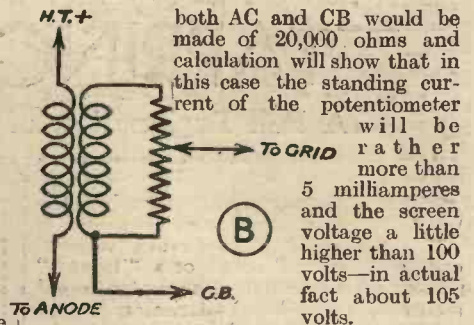 H.T.+
both AC and CB would be
made of 20,000 ohms and
calculation will show that in
this case the standing cur-
rent of the potentiometer
will be
rather
more than
5 milliamperes
and the screen
voltage a little
higher than 100
volts—in actual
fact about 105
volts.
To GRID
B
G.B.
To ANODE